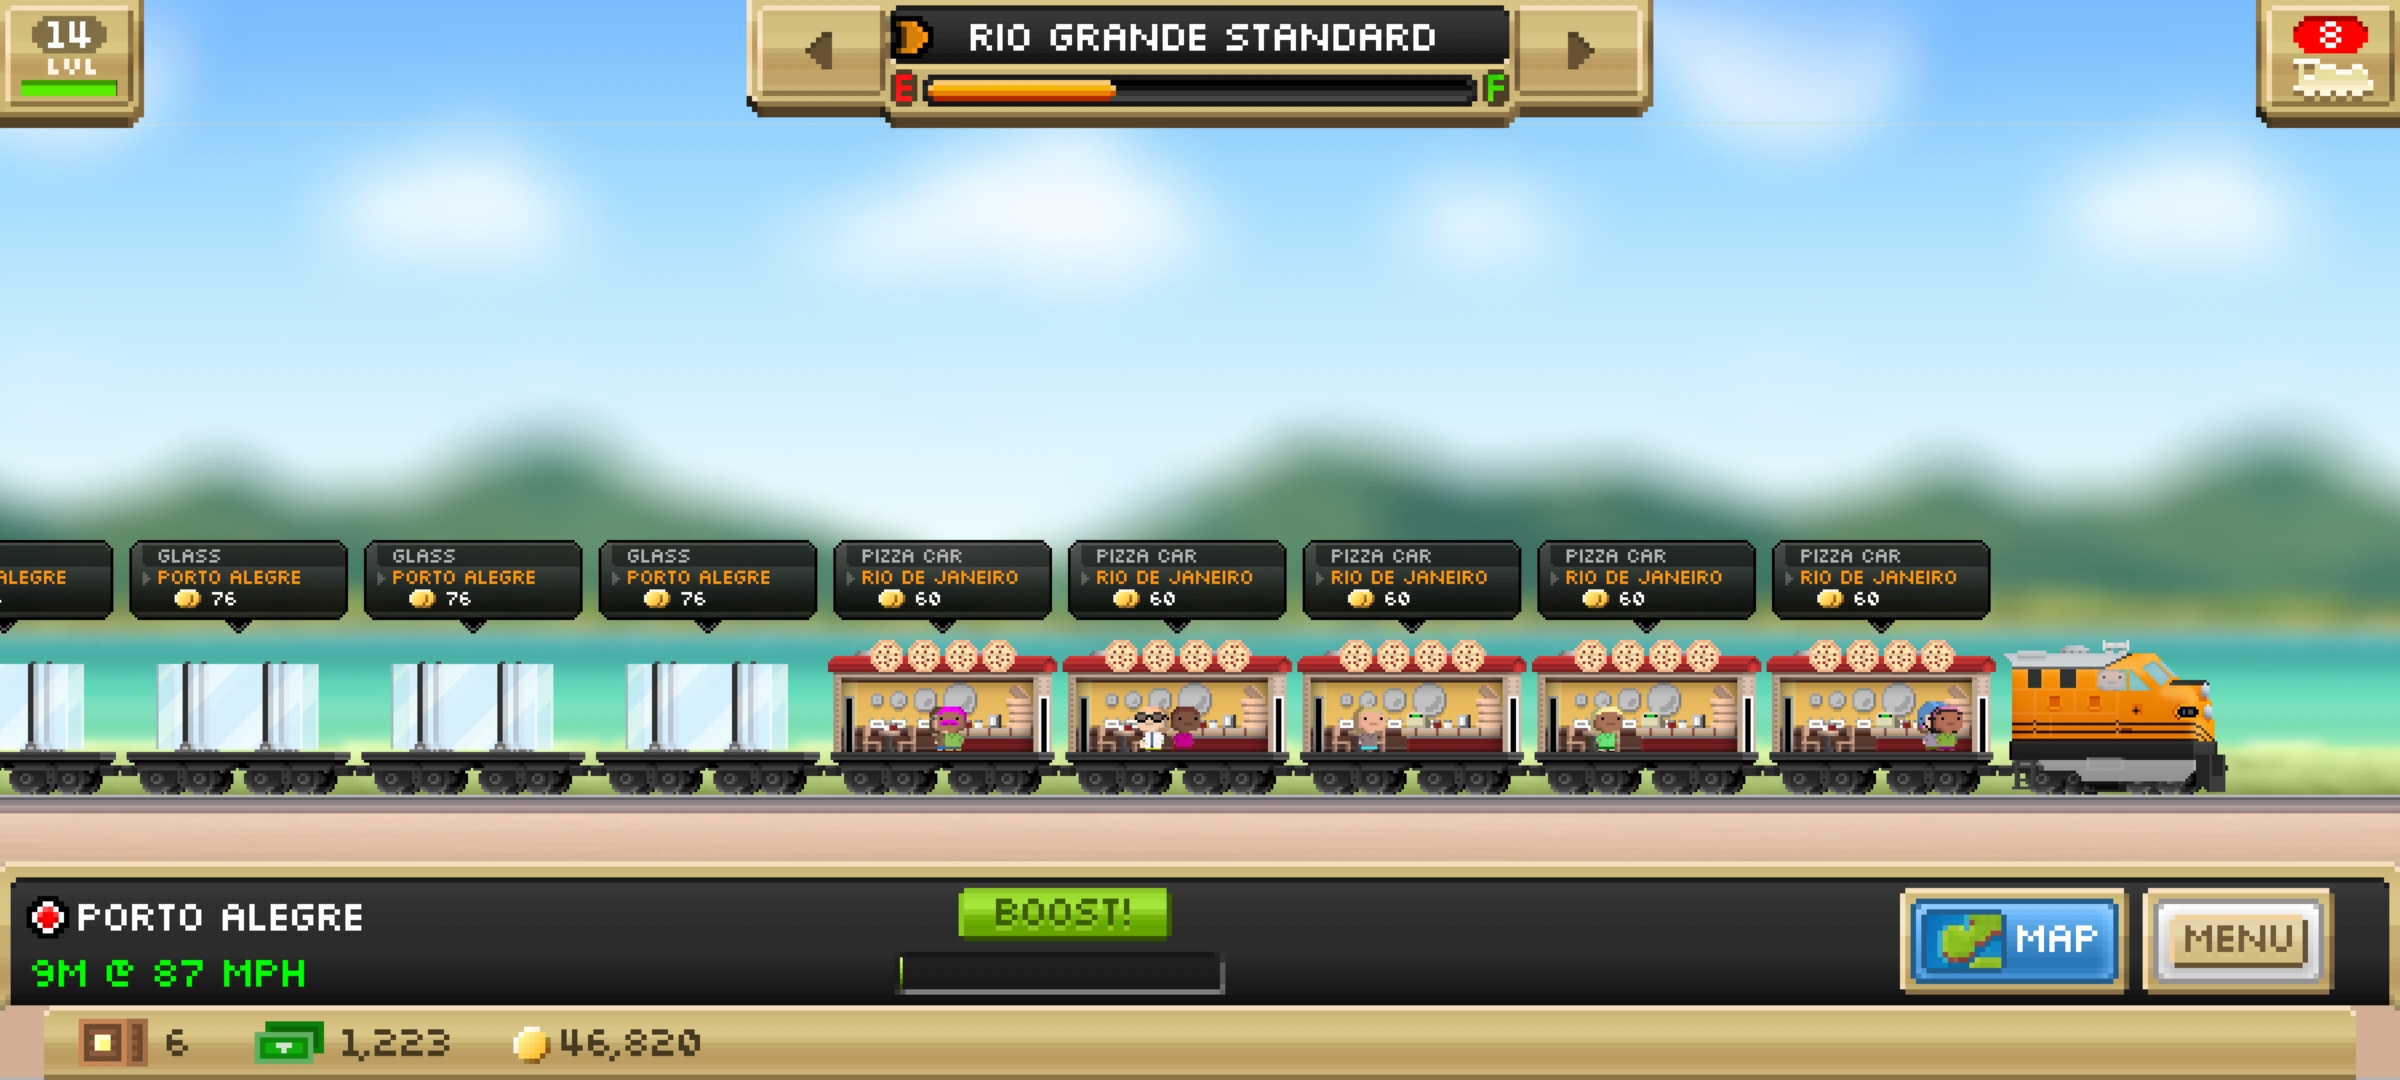 14
LVL
RIO GRANDE STANDARD
E
F
8
ALEGRE
GLASS
PORTO ALEGRE
76
GLASS
PORTO ALEGRE
76
GLASS
PORTO ALEGRE
76
PIZZA CAR
RIO DE JANEIRO
60
PIZZA CAR
RIO DE JANEIRO
60
PIZZA CAR
RIO DE JANEIRO
60
PIZZA CAR
RIO DE JANEIRO
60
PIZZA CAR
RIO DE JANEIRO
60
PORTO ALEGRE
9M @ 87 MPH
BOOST!
MAP
MENU
6
1,223
46,820